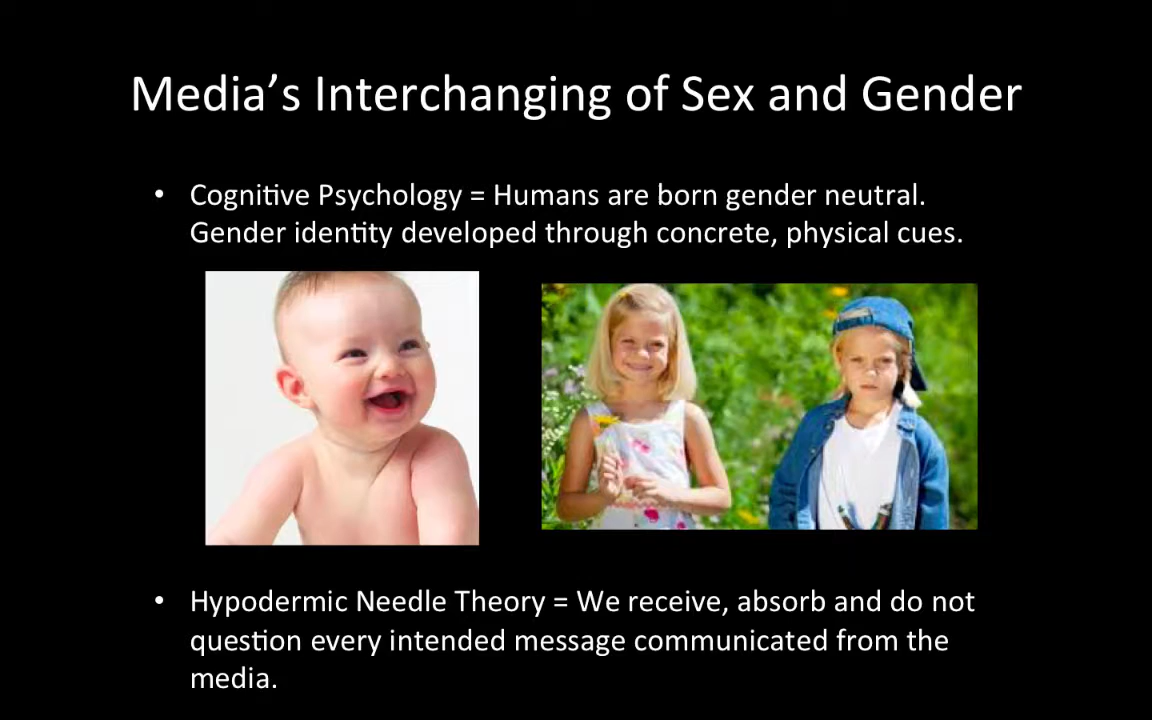 Media’s Interchanging of Sex and Gender
• Cognitive Psychology = Humans are born gender neutral.
Gender identity developed through concrete, physical cues.
• Hypodermic Needle Theory = We receive, absorb and do not
question every intended message communicated from the
media.